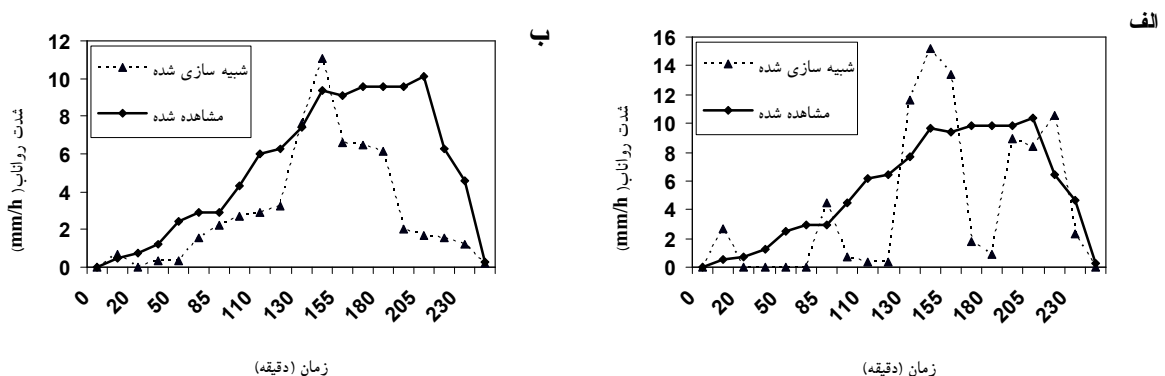 الف
16
14
12
10
8
6
4
2
0
شدت رواناب (mm/h)
شبیه سازی شده
مشاهده شده
0 20 50 85 110 130 155 180 205 230
زمان (دقیقه)
ب
12
10
8
6
4
2
0
شدت رواناب (mm/h)
شبیه سازی شده
مشاهده شده
0 20 50 85 110 130 155 180 205 230
زمان (دقیقه)